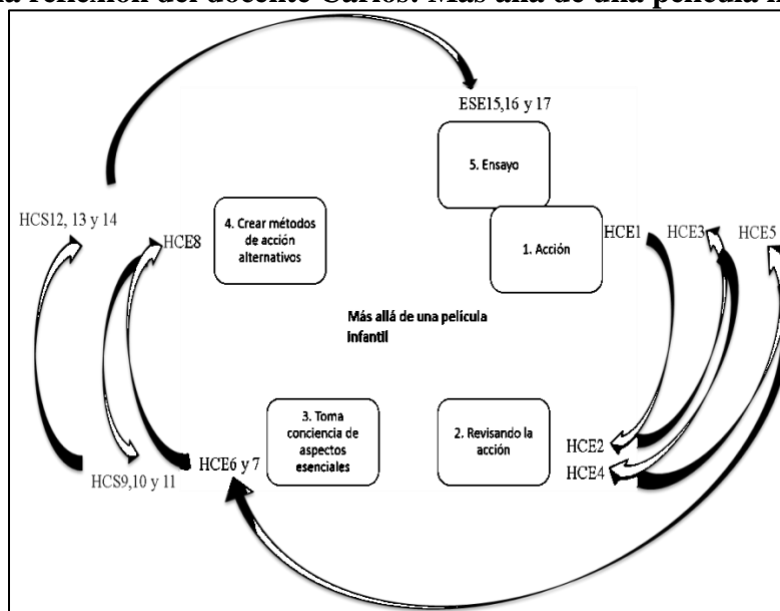 la reflexión del docente Carlos: Más allá de una película i
ESE15,16 y 17
5. Ensayo
HCS12, 13 y 14
HCE8
4. Crear métodos
de acción
alternativos
1. Acción
HCE1
HCE3
HCE5
Más allá de una película
infantil
3. Toma
conciencia de
aspectos
esenciales
2. Revisando la
acción
HCE2
HCE4
HCE6 y 7
HCS9,10 y 11